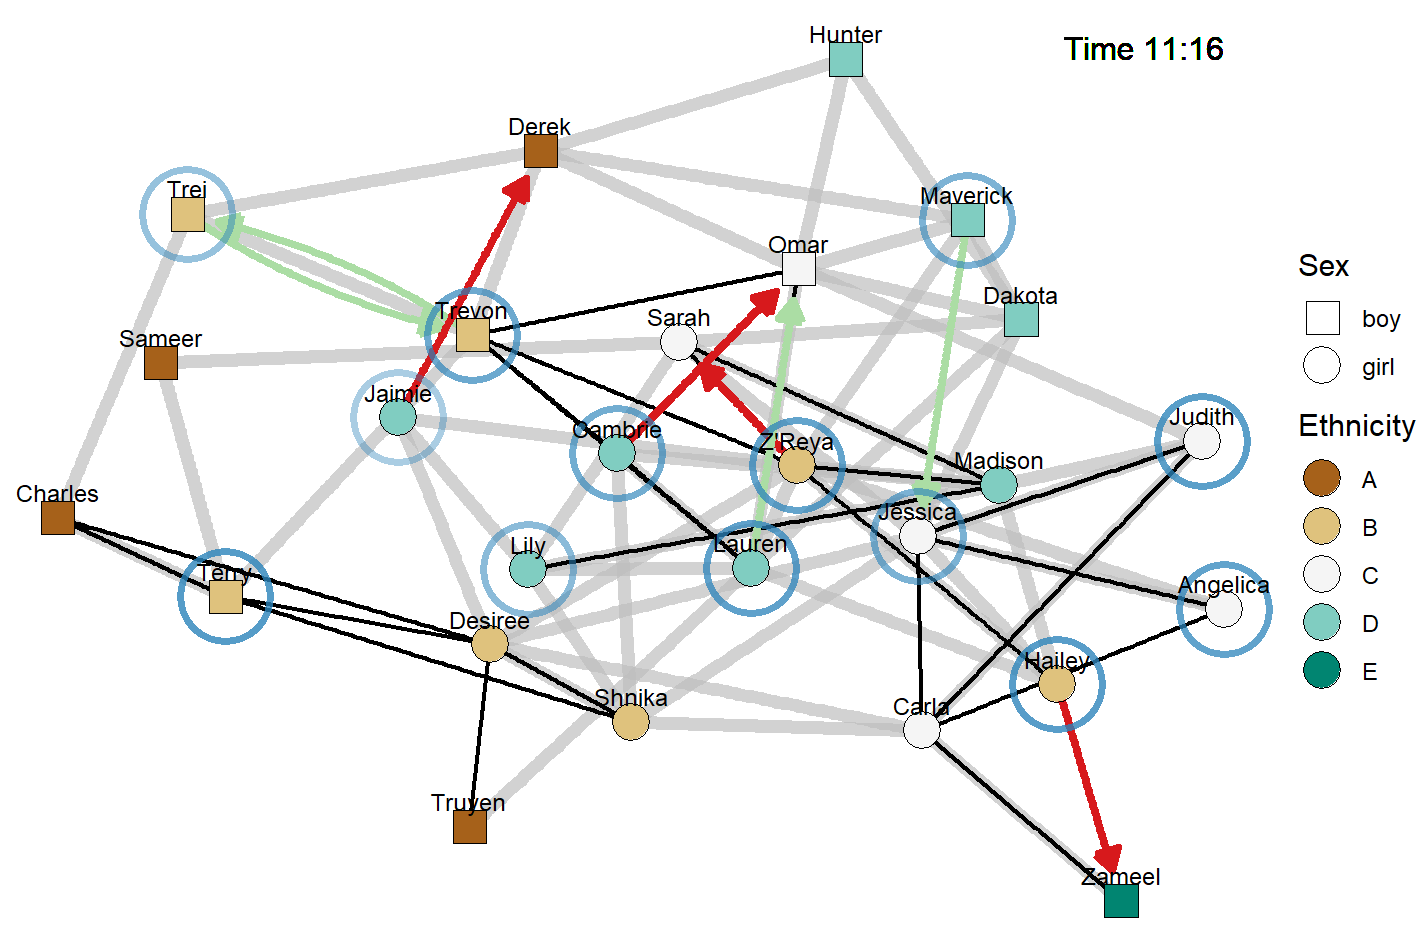 Hunter
Time 11:16
Derek
Trei
Maverick
Omar
Dakota
Trevon
Sarah
Sameer
Jaimie
Cambrie
Z'Reya
Judith
Madison
Charles
Jessica
Lily
Lauren
Terry
Angelica
Desiree
Hailey
Shnika
Carla
Truyen
Zameel
Sex
boy
girl
Ethnicity
A
B
C
D
E